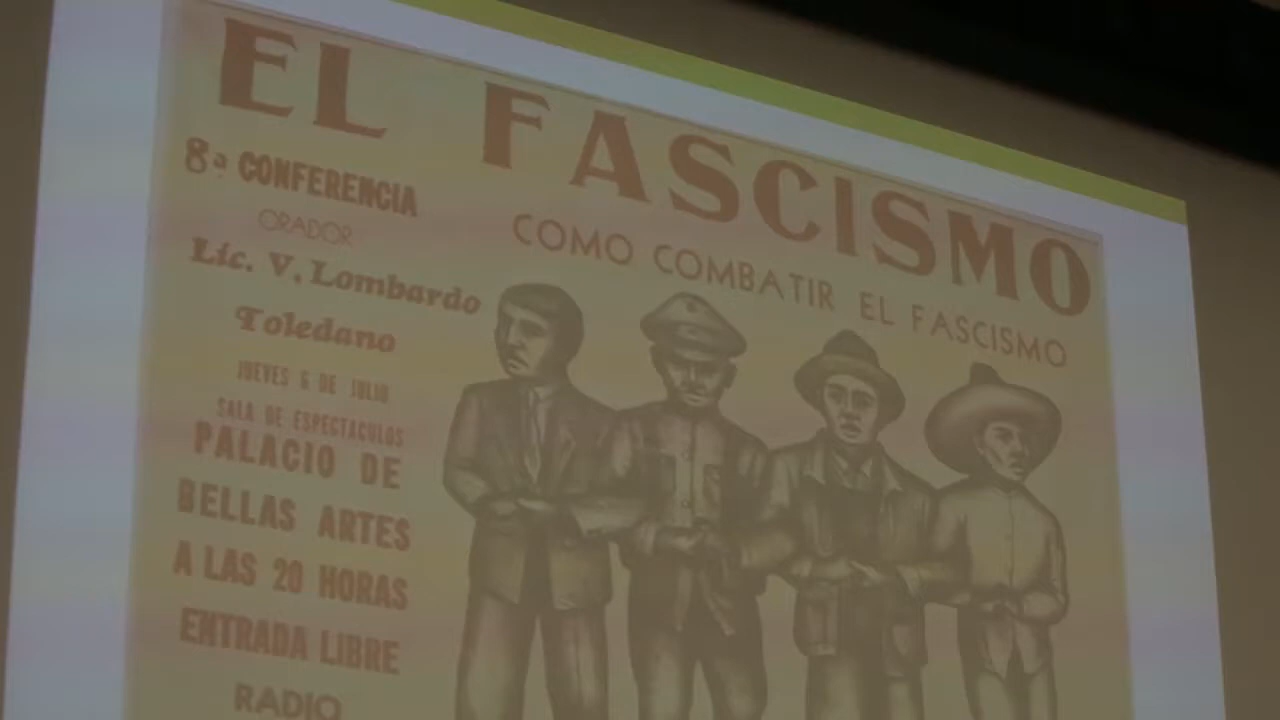 EL FASCISMO
COMO COMBATIR EL FASCISMO
8ª CONFERENCIA
ORADOR
Lic. V. Lombardo
Toledano
JUEVES 6 DE JULIO
SALA DE ESPECTACULOS
PALACIO DE
BELLAS ARTES
A LAS 20 HORAS
ENTRADA LIBRE
RADIO